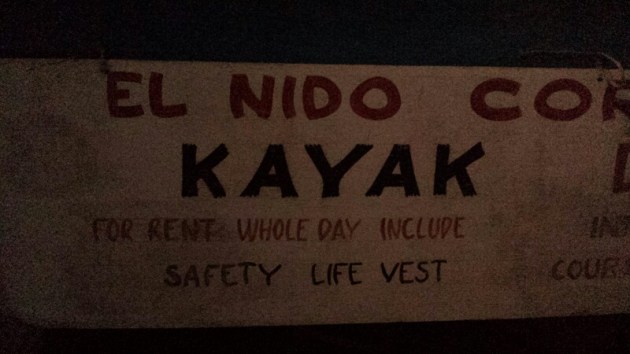 EL NIDO
KAYAK
FOR RENT WHOLE DAY INCLUDE
SAFETY LIFE VEST